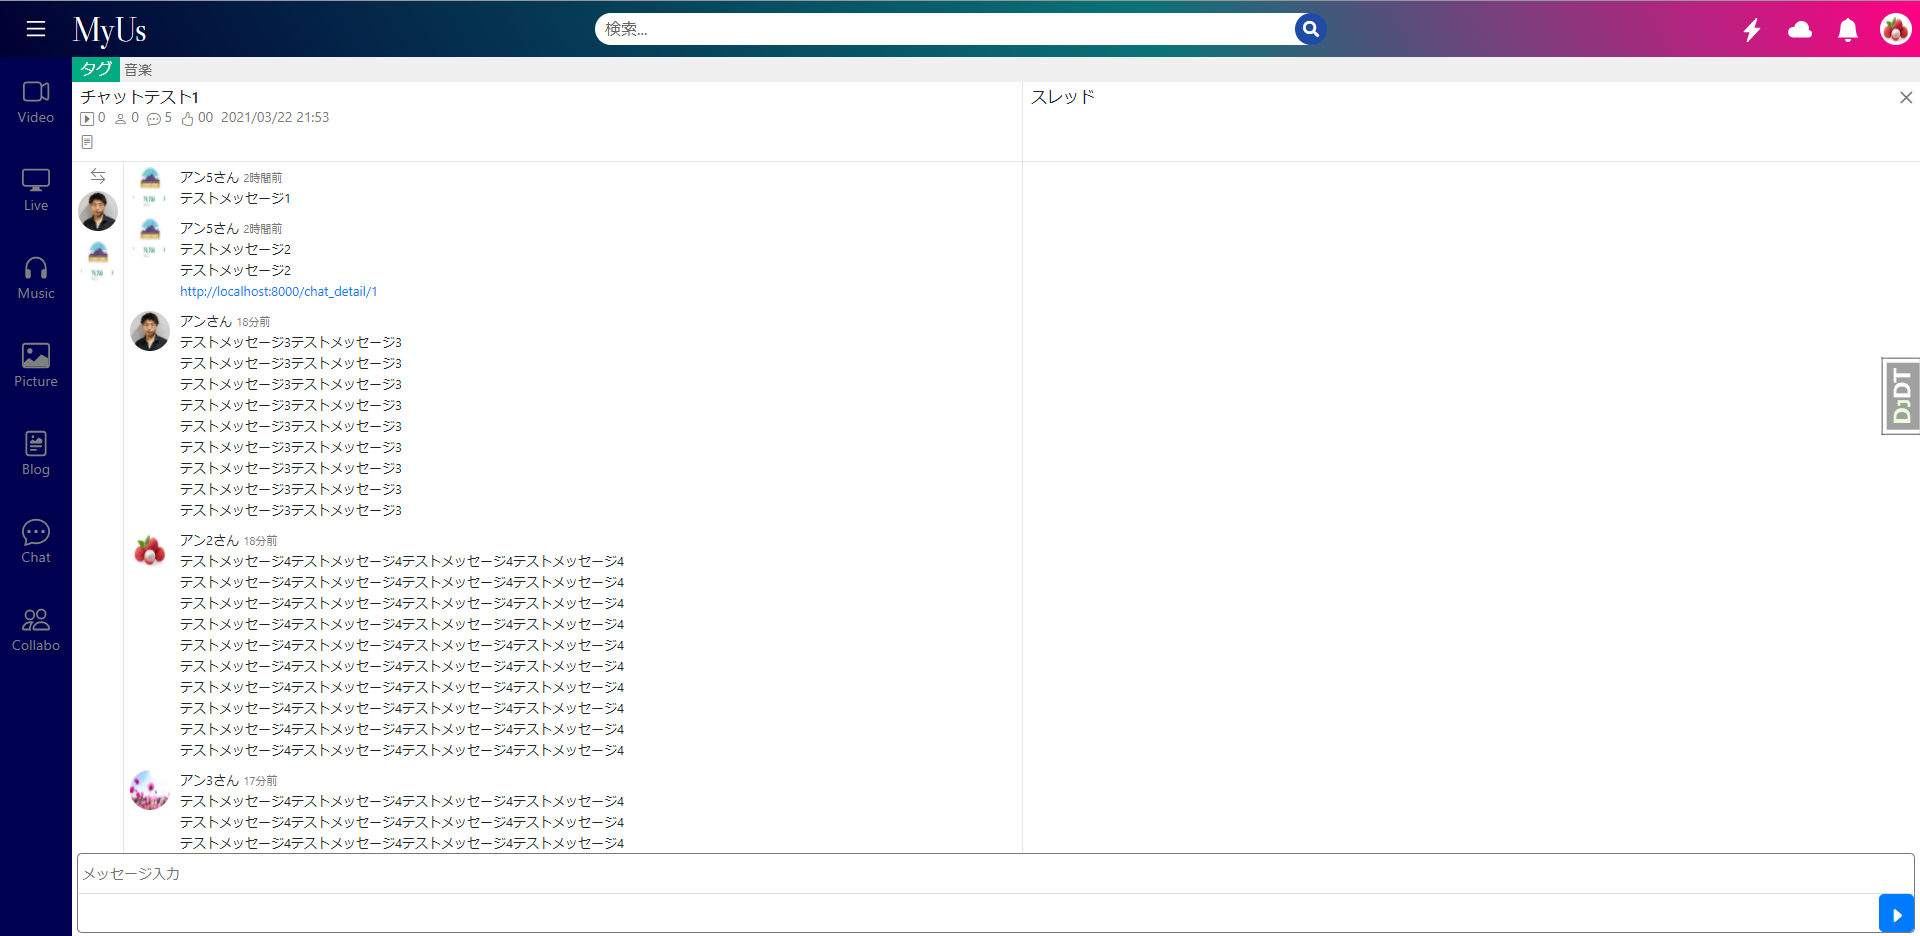 MyUs
検索...
タグ 音楽
Video
Live
Music
Picture
Blog
Chat
Collabo
チャットテスト1
0 0 5 00 2021/03/22 21:53
アン5さん 2時間前
テストメッセージ1
アン5さん 2時間前
テストメッセージ2
テストメッセージ2
http://localhost:8000/chat_detail/1
アンさん 18分前
テストメッセージ3テストメッセージ3
テストメッセージ3テストメッセージ3
テストメッセージ3テストメッセージ3
テストメッセージ3テストメッセージ3
テストメッセージ3テストメッセージ3
テストメッセージ3テストメッセージ3
テストメッセージ3テストメッセージ3
テストメッセージ3テストメッセージ3
テストメッセージ3テストメッセージ3
アン2さん 18分前
テストメッセージ4テストメッセージ4テストメッセージ4テストメッセージ4
テストメッセージ4テストメッセージ4テストメッセージ4テストメッセージ4
テストメッセージ4テストメッセージ4テストメッセージ4テストメッセージ4
テストメッセージ4テストメッセージ4テストメッセージ4テストメッセージ4
テストメッセージ4テストメッセージ4テストメッセージ4テストメッセージ4
テストメッセージ4テストメッセージ4テストメッセージ4テストメッセージ4
テストメッセージ4テストメッセージ4テストメッセージ4テストメッセージ4
テストメッセージ4テストメッセージ4テストメッセージ4テストメッセージ4
テストメッセージ4テストメッセージ4テストメッセージ4テストメッセージ4
テストメッセージ4テストメッセージ4テストメッセージ4テストメッセージ4
アン3さん 17分前
テストメッセージ4テストメッセージ4テストメッセージ4テストメッセージ4
テストメッセージ4テストメッセージ4テストメッセージ4テストメッセージ4
テストメッセージ4テストメッセージ4テストメッセージ4テストメッセージ4
メッセージ入力
スレッド
DJDT